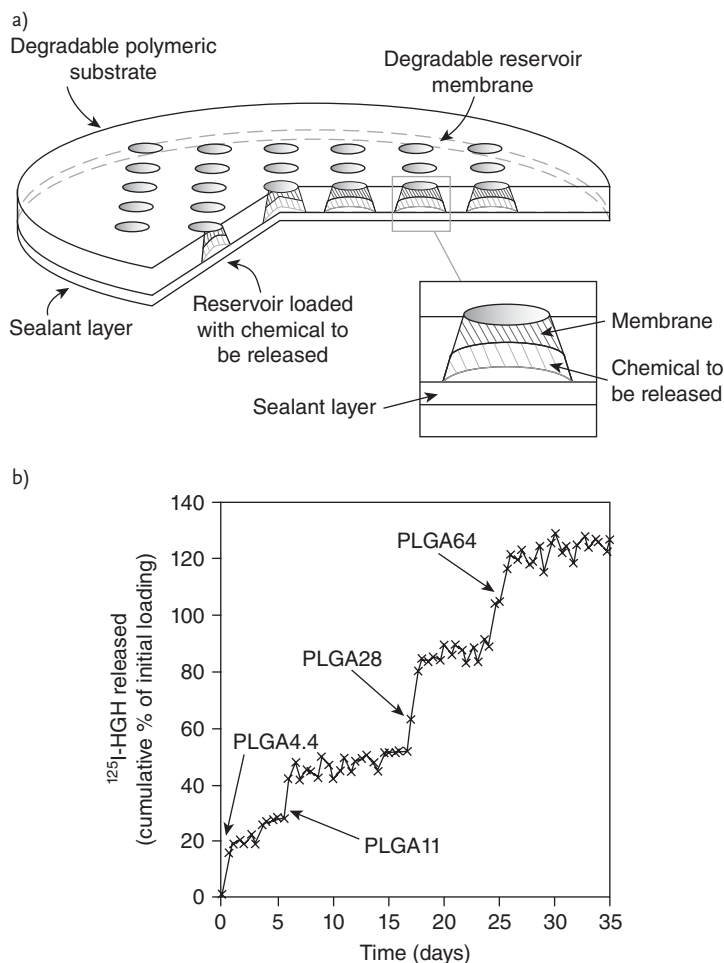 a)
Degradable polymeric
substrate
Degradable reservoir
membrane
Sealant layer
Reservoir loaded
with chemical to
be released
Membrane
Chemical to
be released
Sealant layer
b)
140
120
100
80
60
40
20
0
¹²⁵I-HGH released
(cumulative % of initial loading)
PLGA4.4
PLGA11
PLGA28
PLGA64
0 5 10 15 20 25 30 35
Time (days)